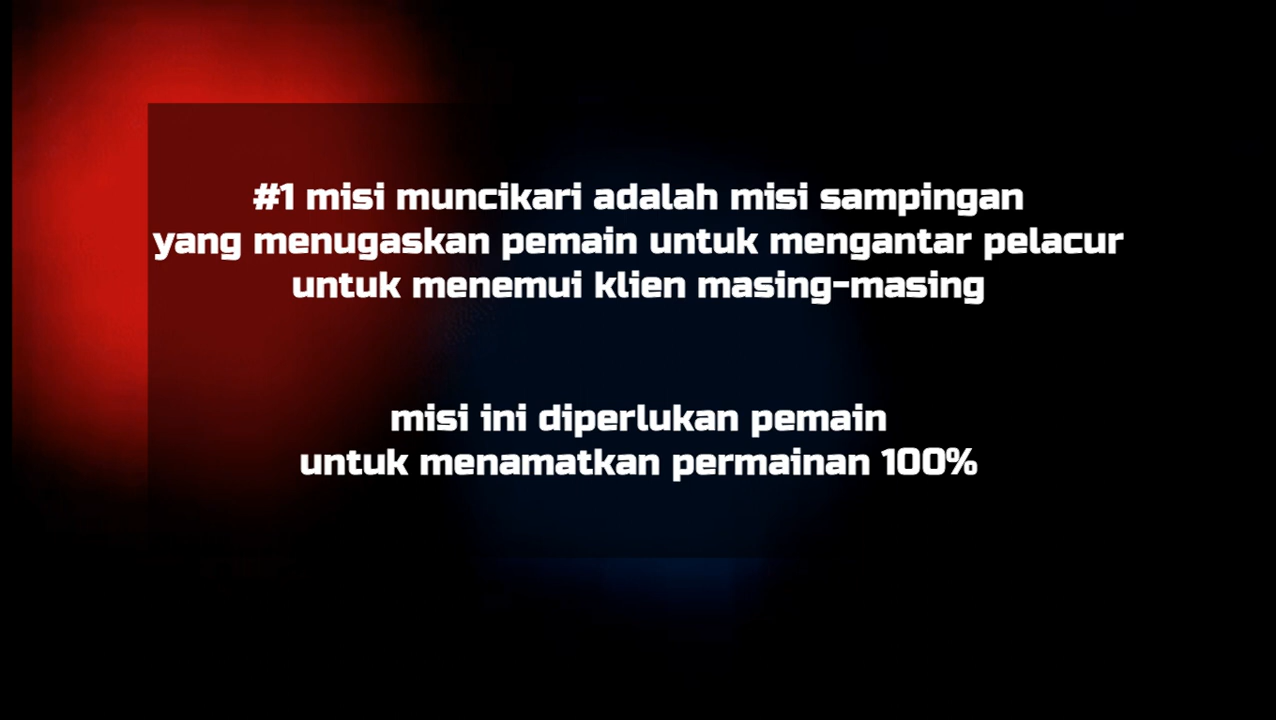 #1 misi muncikari adalah misi sampingan
yang menugaskan pemain untuk mengantar pelacur
untuk menemui klien masing-masing
misi ini diperlukan pemain
untuk menamatkan permainan 100%